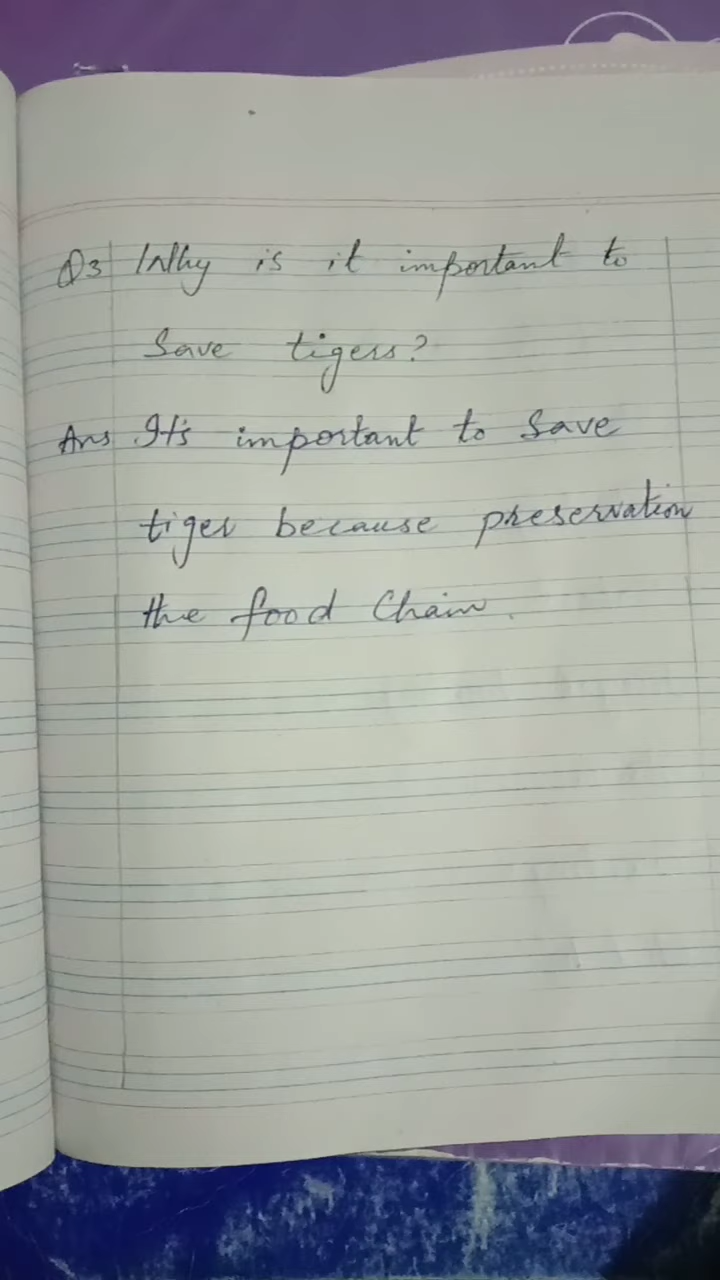 Q3 Why is it important to
Save tigers?
Ans It's important to Save
tiger because preservation
the food Chain.